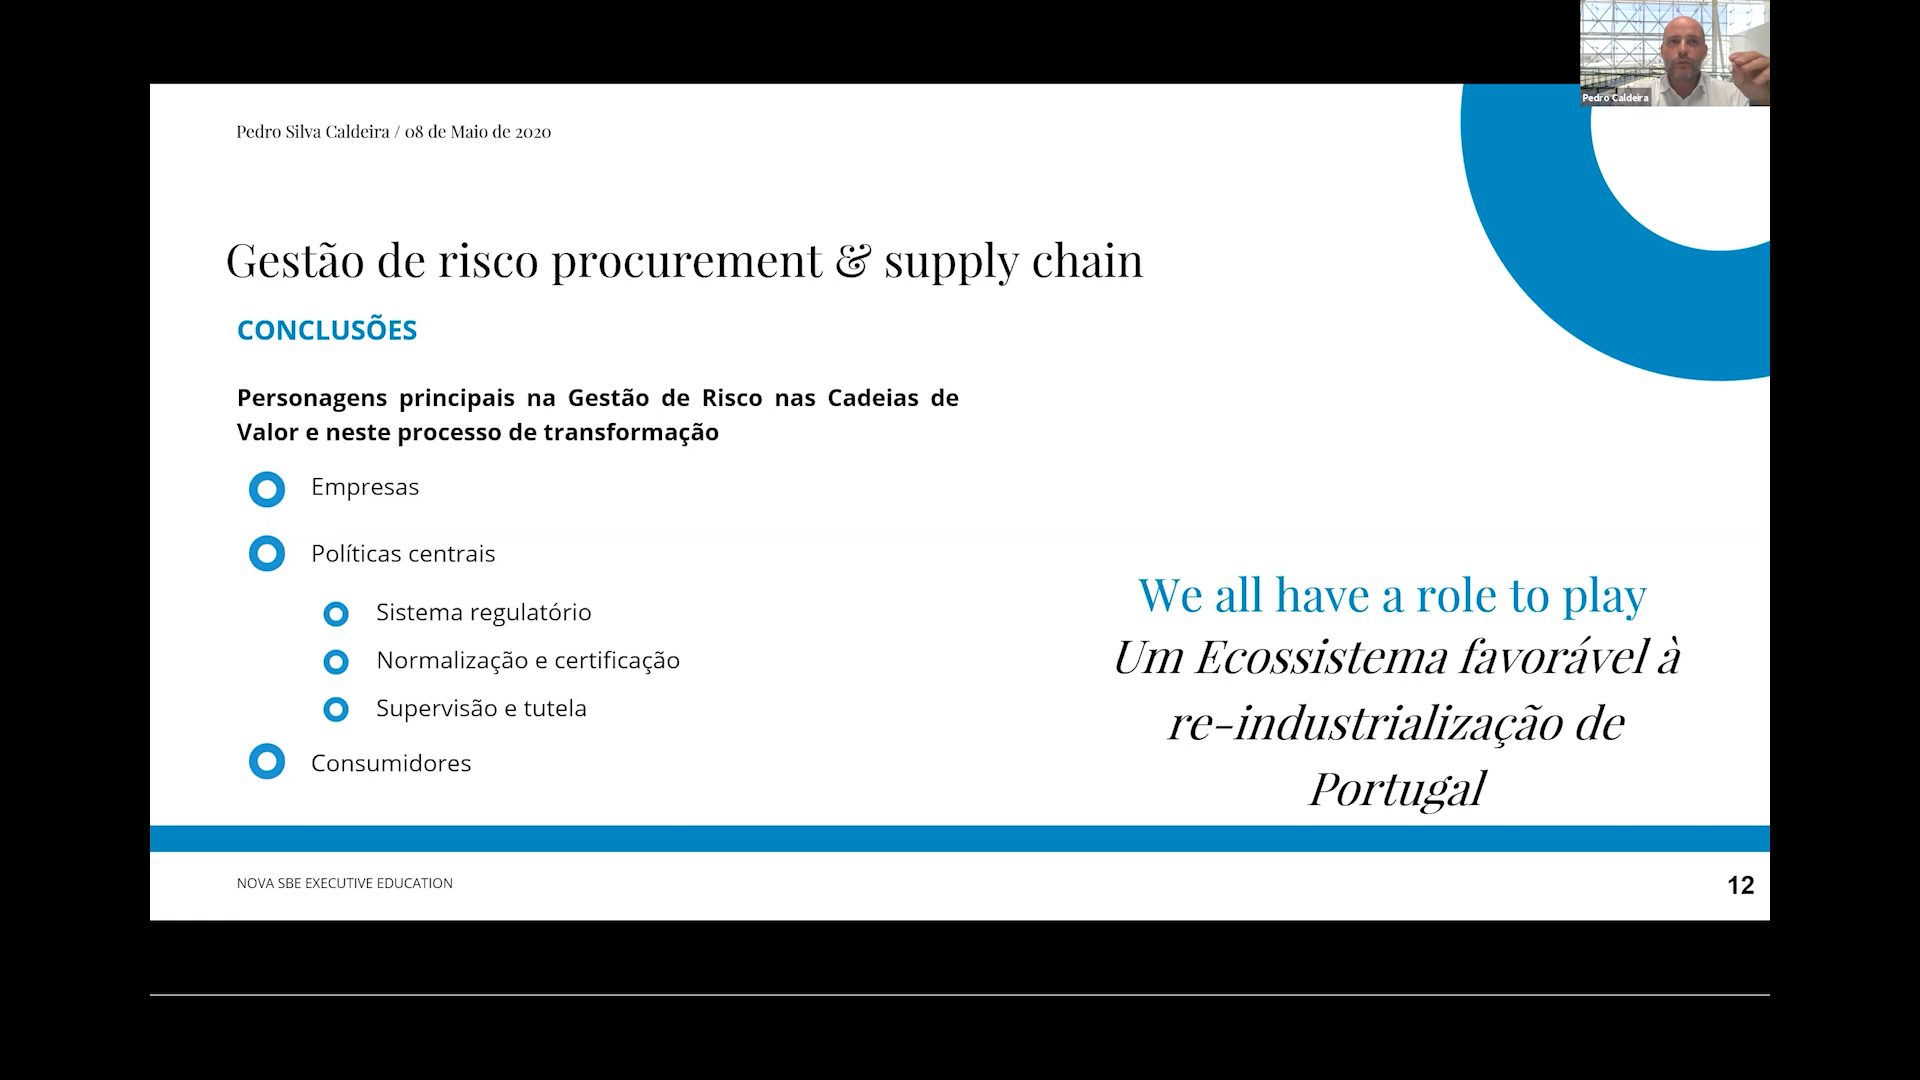 Pedro Caldeira
Pedro Silva Caldeira / 08 de Maio de 2020
Gestão de risco procurement & supply chain
CONCLUSÕES
Personagens principais na Gestão de Risco nas Cadeias de
Valor e neste processo de transformação
Empresas
Políticas centrais
Sistema regulatório
Normalização e certificação
Supervisão e tutela
Consumidores
We all have a role to play
Um Ecossistema favorável à
re-industrialização de
Portugal
NOVA SBE EXECUTIVE EDUCATION
12